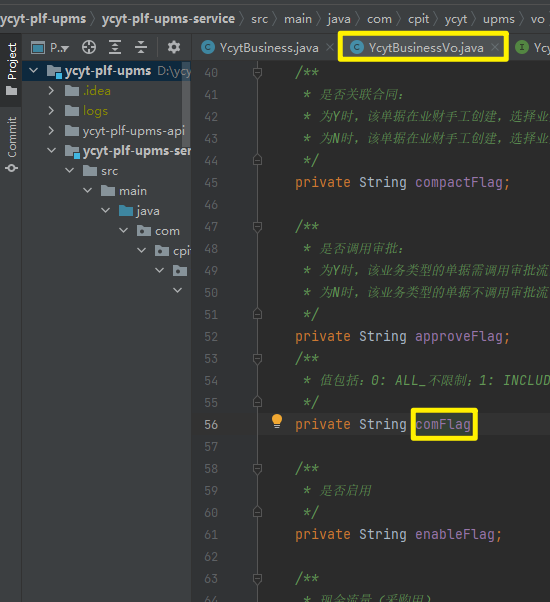 ycyt-plf-upms › ycyt-plf-upms-service › src › main › java › com › cpit › ycyt › upms › vo
Project
Commit
P..▾
YcytBusiness.java ×
YcytBusinessVo.java ×
Yc
ycyt-plf-upms D:\yc
.idea
logs
ycyt-plf-upms-api
ycyt-plf-upms-ser
src
main
java
com
cpit
40 /**
41 * 是否关联合同：
42 * 为Y时，该单据在业财手工创建，选择业
43 * 为N时，该单据在业财手工创建，选择业
44 */
45 private String compactFlag;
46
47 /**
48 * 是否调用审批：
49 * 为Y时，该业务类型的单据需调用审批流
50 * 为N时，该业务类型的单据不调用审批流
51 */
52 private String approveFlag;
53 /**
54 * 值包括：0: ALL_不限制；1: INCLUD
55 */
56 private String comFlag
57
58 /**
59 * 是否启用
60 */
61 private String enableFlag;
62
63 /**
64 * 现金流量（采购用）